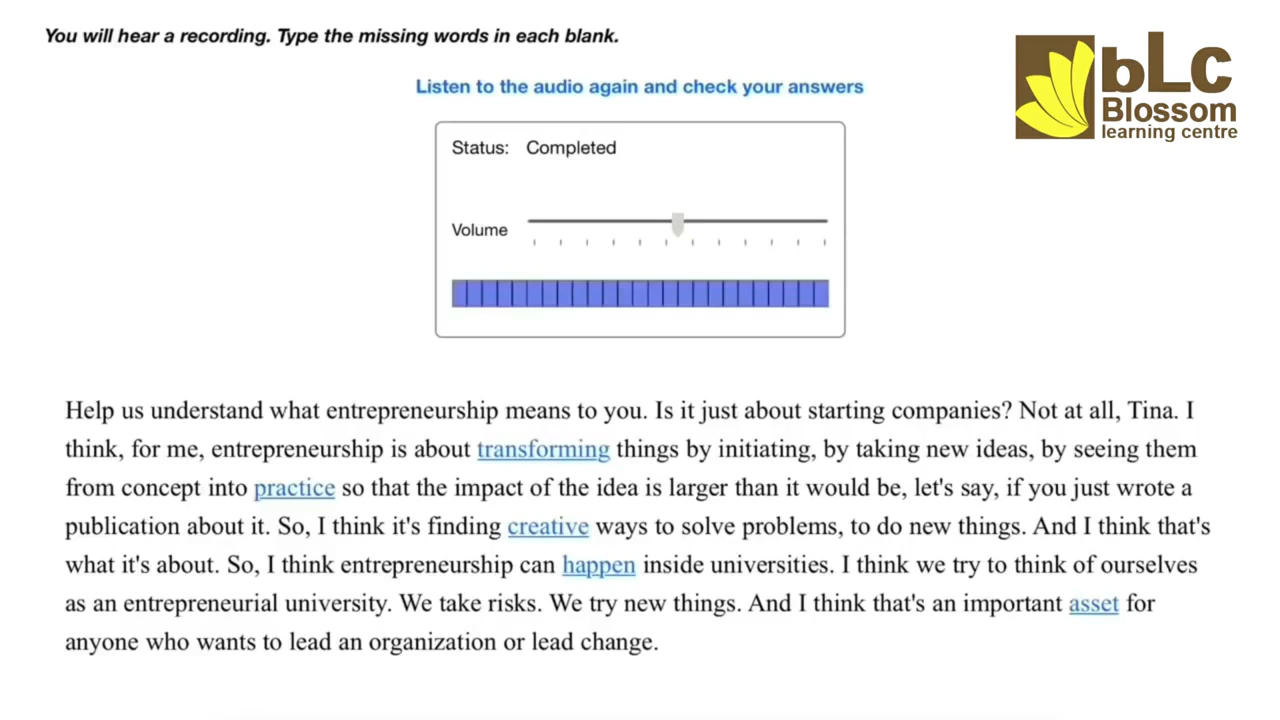 You will hear a recording. Type the missing words in each blank.
bLc
Blossom
learning centre
Listen to the audio again and check your answers
Status: Completed
Volume
Help us understand what entrepreneurship means to you. Is it just about starting companies? Not at all, Tina. I
think, for me, entrepreneurship is about transforming things by initiating, by taking new ideas, by seeing them
from concept into practice so that the impact of the idea is larger than it would be, let's say, if you just wrote a
publication about it. So, I think it's finding creative ways to solve problems, to do new things. And I think that's
what it's about. So, I think entrepreneurship can happen inside universities. I think we try to think of ourselves
as an entrepreneurial university. We take risks. We try new things. And I think that's an important asset for
anyone who wants to lead an organization or lead change.